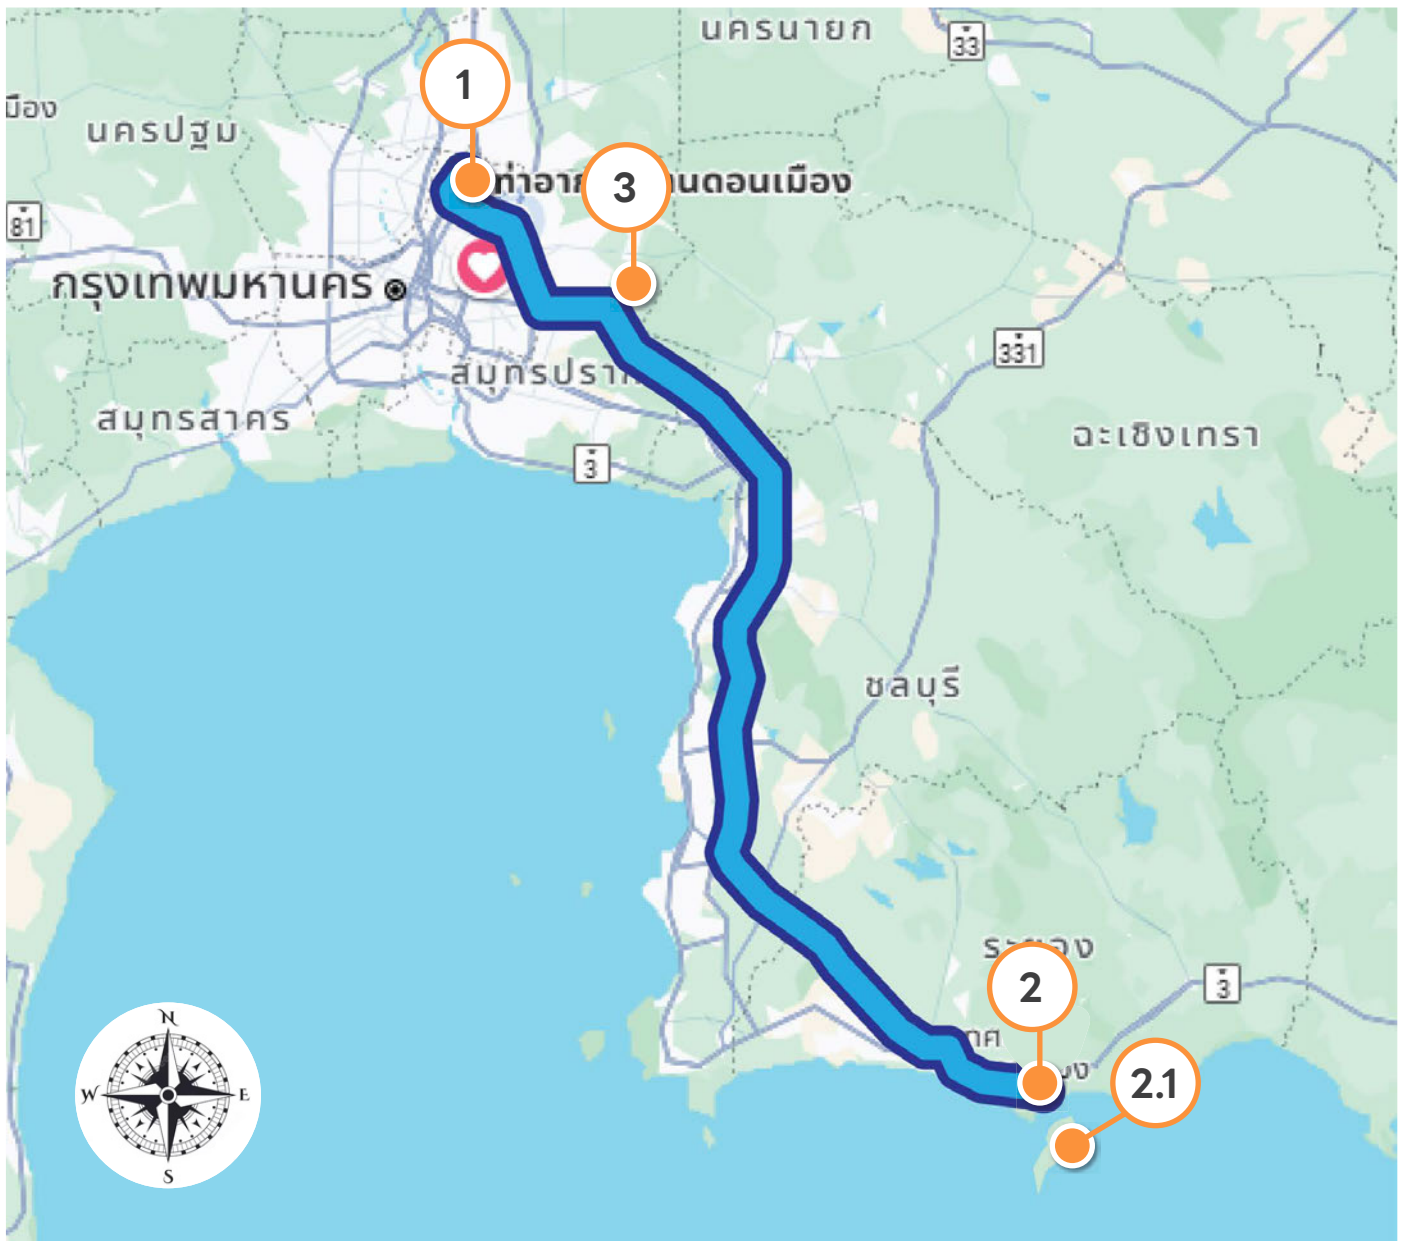 นครนายก
33
1
มือง
นครปฐม
3
81
กรุงเทพมหานคร
331
สมุทรปรา
สมุทรสาคร
ฉะเชิงเทรา
3
ชลบุรี
2
3
N
W
E
S
2.1